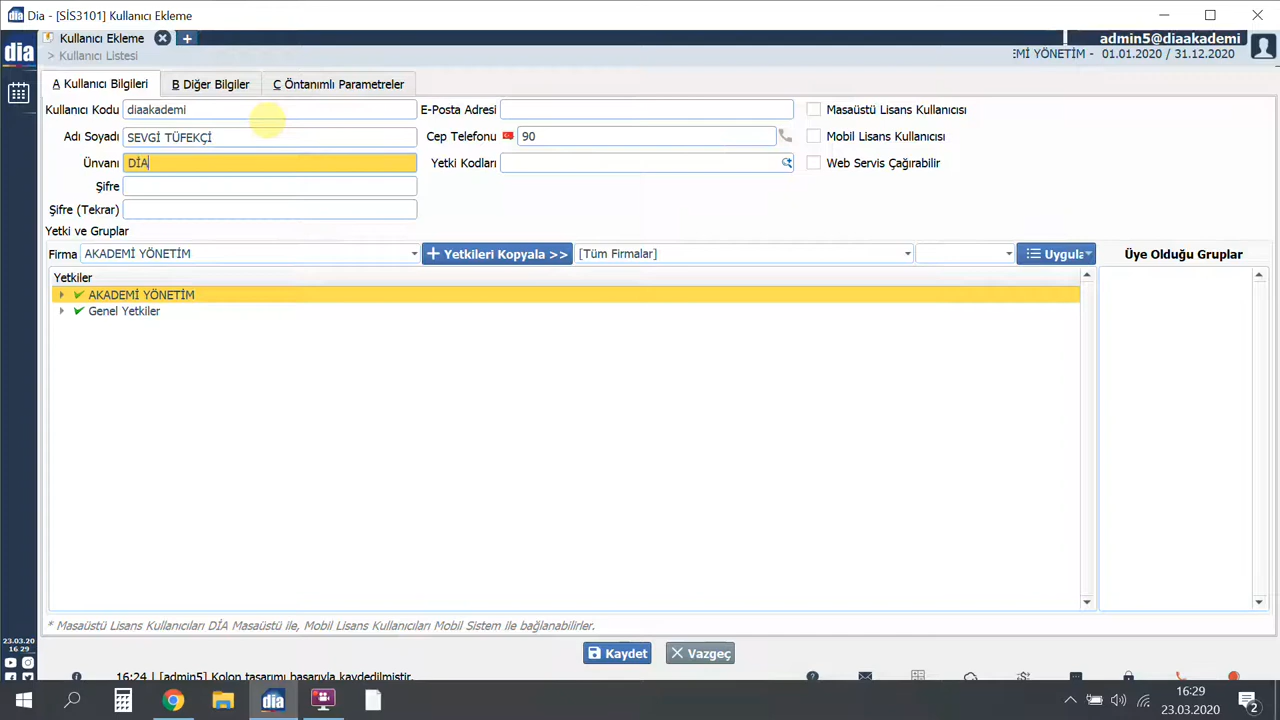 Dia - [SİS3101] Kullanıcı Ekleme
dia
Kullanıcı Ekleme
admin5@diaakademi
> Kullanıcı Listesi
Mİ YÖNETİM - 01.01.2020 / 31.12.2020
A Kullanıcı Bilgileri
B Diğer Bilgiler
C Öntanımlı Parametreler
Kullanıcı Kodu diaakademi
E-Posta Adresi
Masaüstü Lisans Kullanıcısı
Adı Soyadı SEVGİ TÜFEKÇİ
Cep Telefonu 90
Mobil Lisans Kullanıcısı
Ünvanı DİA
Yetki Kodları
Web Servis Çağırabilir
Şifre
Şifre (Tekrar)
Yetki ve Gruplar
Firma AKADEMİ YÖNETİM
+ Yetkileri Kopyala >>
[Tüm Firmalar]
Uygula
Üye Olduğu Gruplar
Yetkiler
AKADEMİ YÖNETİM
Genel Yetkiler
* Masaüstü Lisans Kullanıcıları DİA Masaüstü ile, Mobil Lisans Kullanıcıları Mobil Sistem ile bağlanabilirler.
Kaydet
Vazgeç
23.03.20
16 29
16:24 | [admin5] Kolon tasarımı başarıyla kaydedilmiştir.
dia
16:29
23.03.2020
2